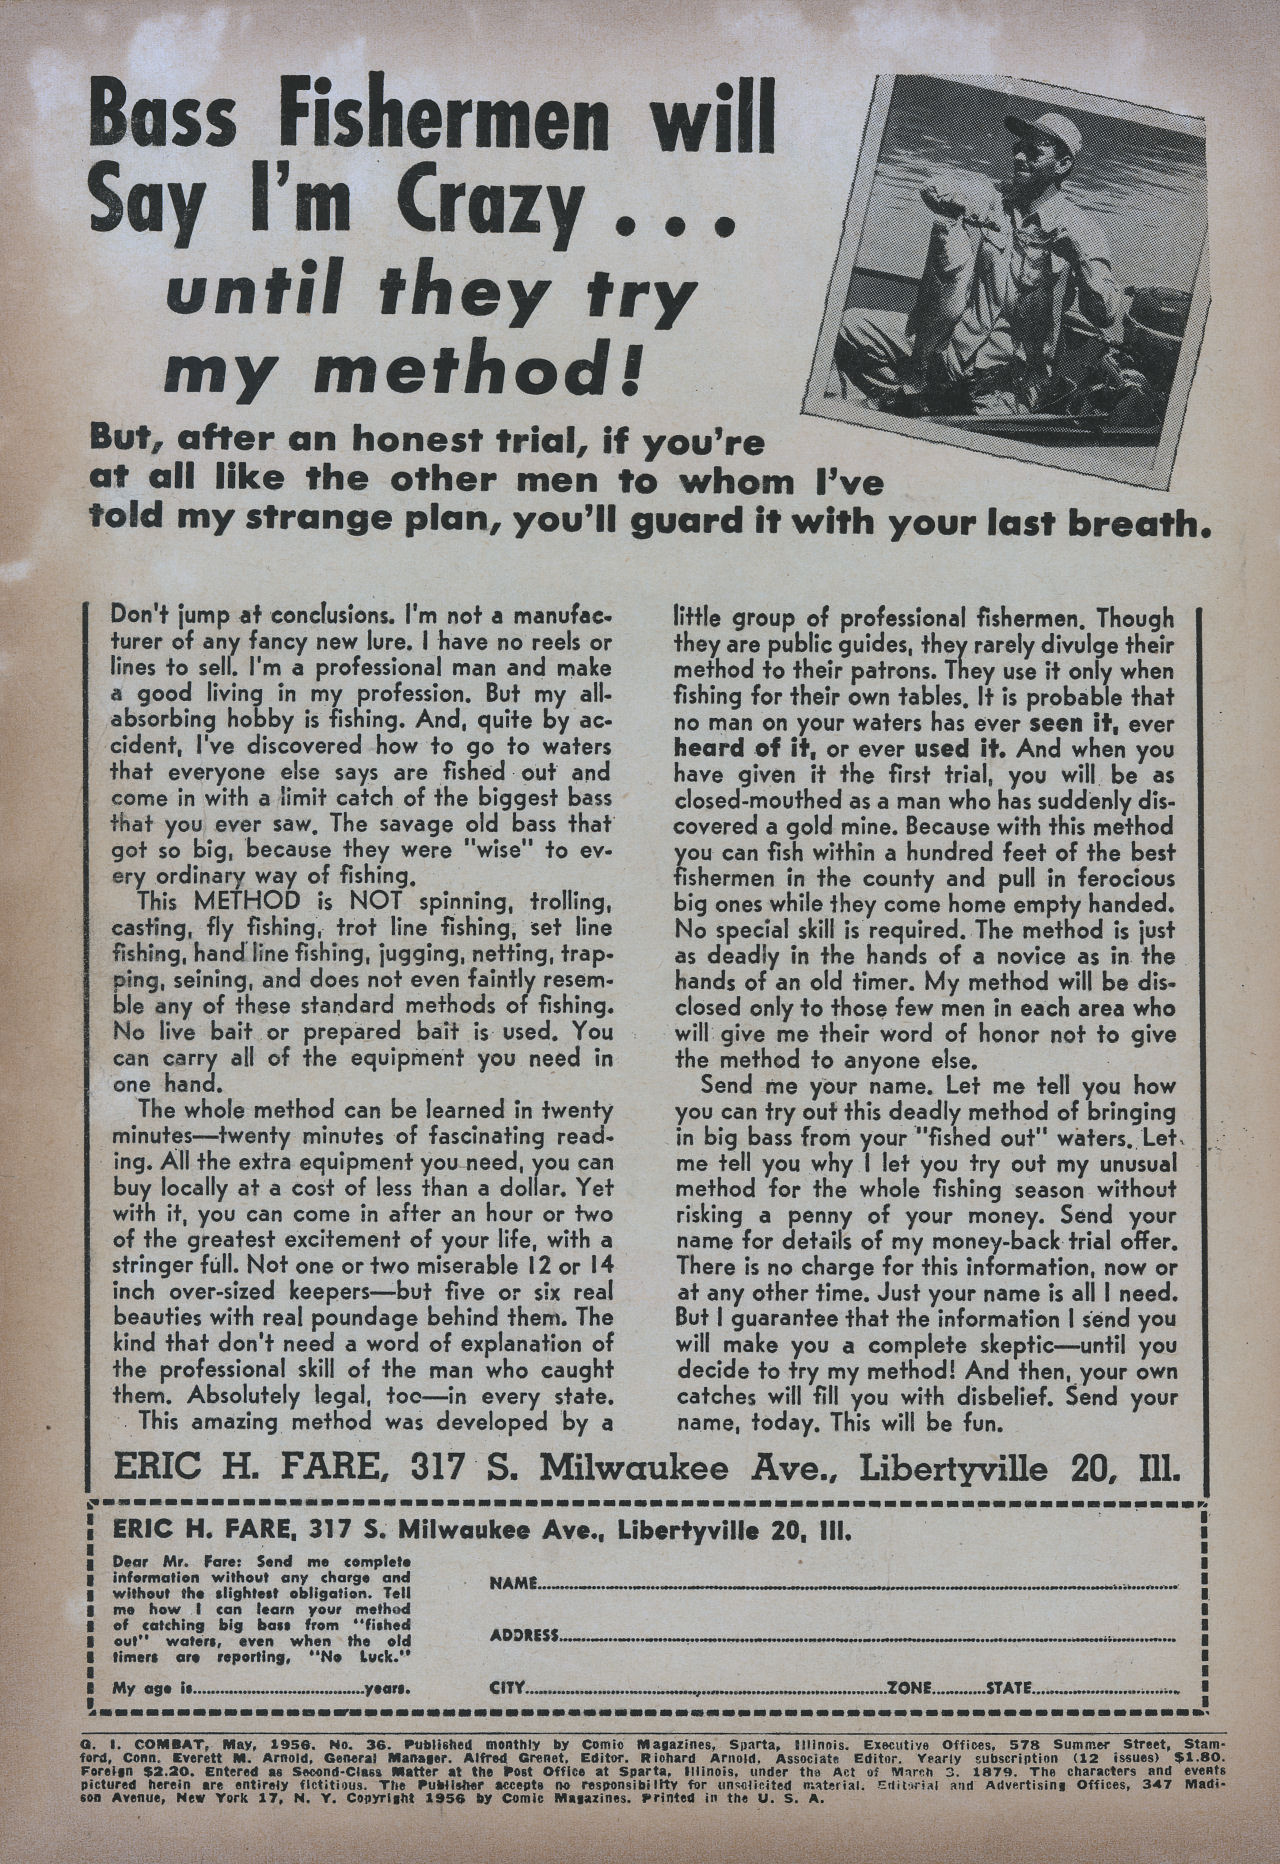 Bass Fishermen will
Say I'm Crazy . . .
until they try
my method!
But, after an honest trial, if you're
at all like the other men to whom I've
told my strange plan, you'll guard it with your last breath.
Don't jump at conclusions. I'm not a manufac-
turer of any fancy new lure. I have no reels or
lines to sell. I'm a professional man and make
a good living in my profession. But my all-
absorbing hobby is fishing. And, quite by ac-
cident, I've discovered how to go to waters
that everyone else says are fished out and
come in with a limit catch of the biggest bass
that you ever saw. The savage old bass that
got so big, because they were "wise" to ev-
ery ordinary way of fishing.
This METHOD is NOT spinning, trolling,
casting, fly fishing, trot line fishing, set line
fishing, hand line fishing, jugging, netting, trap-
ping, seining, and does not even faintly resem-
ble any of these standard methods of fishing.
No live bait or prepared bait is used. You
can carry all of the equipment you need in
one hand.
The whole method can be learned in twenty
minutes—twenty minutes of fascinating read-
ing. All the extra equipment you need, you can
buy locally at a cost of less than a dollar. Yet
with it, you can come in after an hour or two
of the greatest excitement of your life, with a
stringer full. Not one or two miserable 12 or 14
inch over-sized keepers—but five or six real
beauties with real poundage behind them. The
kind that don't need a word of explanation of
the professional skill of the man who caught
them. Absolutely legal, too—in every state.
This amazing method was developed by a
little group of professional fishermen. Though
they are public guides, they rarely divulge their
method to their patrons. They use it only when
fishing for their own tables. It is probable that
no man on your waters has ever seen it, ever
heard of it, or ever used it. And when you
have given it the first trial, you will be as
closed-mouthed as a man who has suddenly dis-
covered a gold mine. Because with this method
you can fish within a hundred feet of the best
fishermen in the county and pull in ferocious
big ones while they come home empty handed.
No special skill is required. The method is just
as deadly in the hands of a novice as in the
hands of an old timer. My method will be dis-
closed only to those few men in each area who
will give me their word of honor not to give
the method to anyone else.
Send me your name. Let me tell you how
you can try out this deadly method of bringing
in big bass from your "fished out" waters. Let
me tell you why I let you try out my unusual
method for the whole fishing season without
risking a penny of your money. Send your
name for details of my money-back trial offer.
There is no charge for this information, now or
at any other time. Just your name is all I need.
But I guarantee that the information I send you
will make you a complete skeptic—until you
decide to try my method! And then, your own
catches will fill you with disbelief. Send your
name, today. This will be fun.
ERIC H. FARE, 317 S. Milwaukee Ave., Libertyville 20, Ill.
ERIC H. FARE, 317 S. Milwaukee Ave., Libertyville 20, Ill.
Dear Mr. Fare: Send me complete
information without any charge and
without the slightest obligation. Tell
me how I can learn your method
of catching big bass from "fished
out" waters, even when the old
timers are reporting, "No Luck."
My age is..................years.
NAME..................
ADDRESS..................
CITY..................ZONE..........STATE..................
G. I. COMBAT, May, 1956. No. 36. Published monthly by Comic Magazines, Sparta, Illinois. Executive Offices, 578 Summer Street, Stam-
ford, Conn. Everett M. Arnold, General Manager. Alfred Grenet, Editor. Richard Arnold, Associate Editor. Yearly subscription (12 issues) $1.80.
Foreign $2.20. Entered as Second-Class Matter at the Post Office at Sparta, Illinois, under the Act of March 3, 1879. The characters and events
pictured herein are entirely fictitious. The Publisher accepts no responsibility for unsolicited material. Editorial and Advertising Offices, 347 Madi-
son Avenue, New York 17, N. Y. Copyright 1956 by Comic Magazines. Printed in the U. S. A.